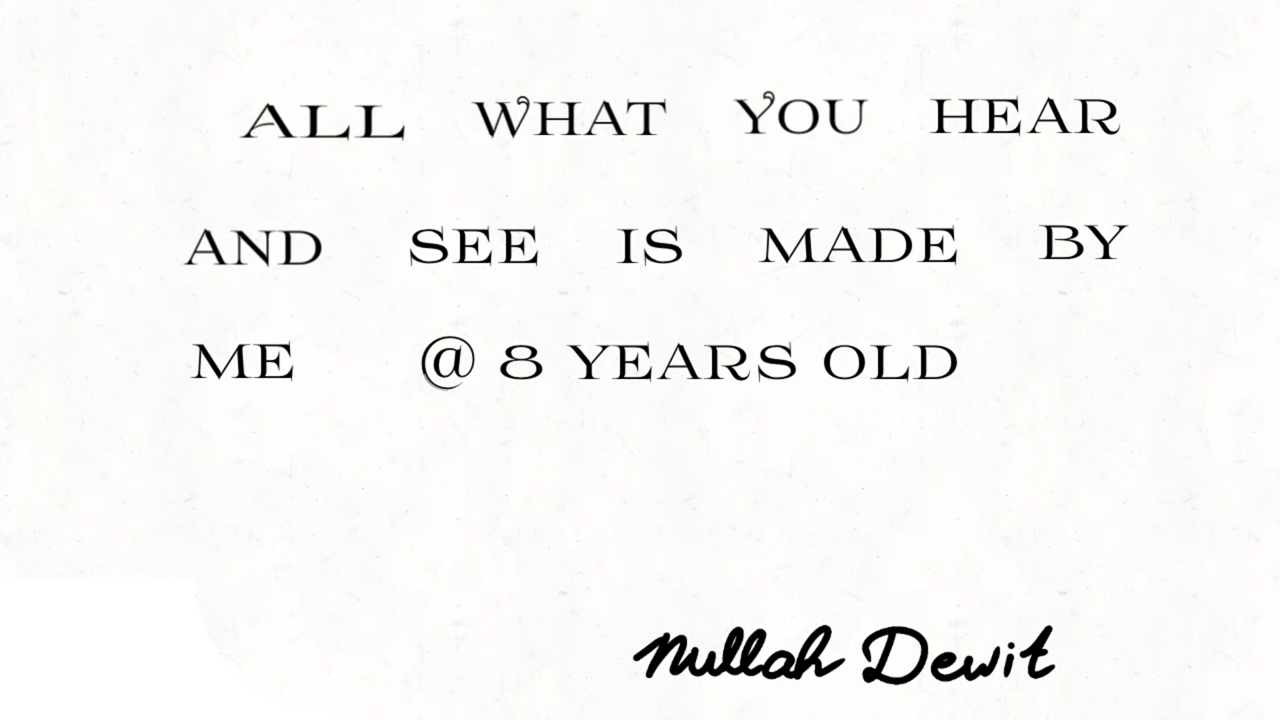 ALL WHAT YOU HEAR
AND SEE IS MADE BY
ME @ 8 YEARS OLD
Nullah Dewit